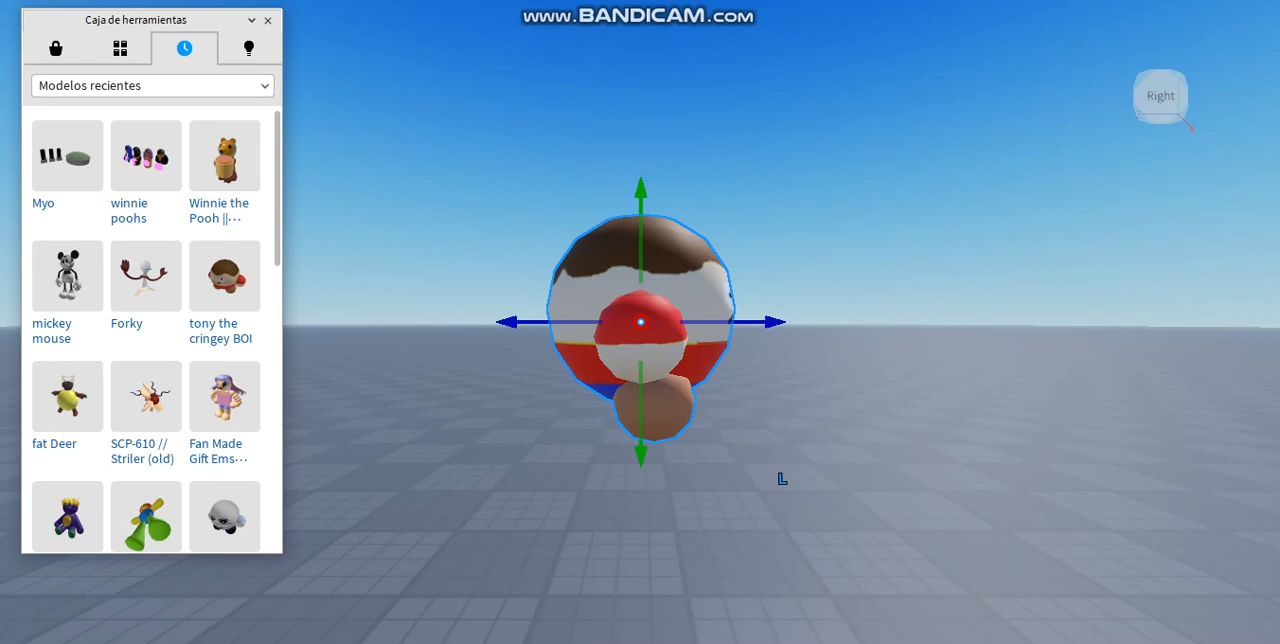 www.BANDICAM.COM
Caja de herramientas
Modelos recientes
Right
Myo
winnie
poohs
Winnie the
Pooh ||...
mickey
mouse
Forky
tony the
cringey BOI
fat Deer
SCP-610 //
Striler (old)
Fan Made
Gift Ems...
L